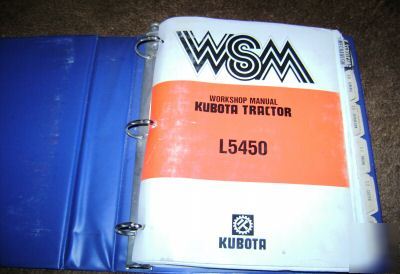 WSM
WORKSHOP MANUAL
KUBOTA TRACTOR
L5450
KUBOTA